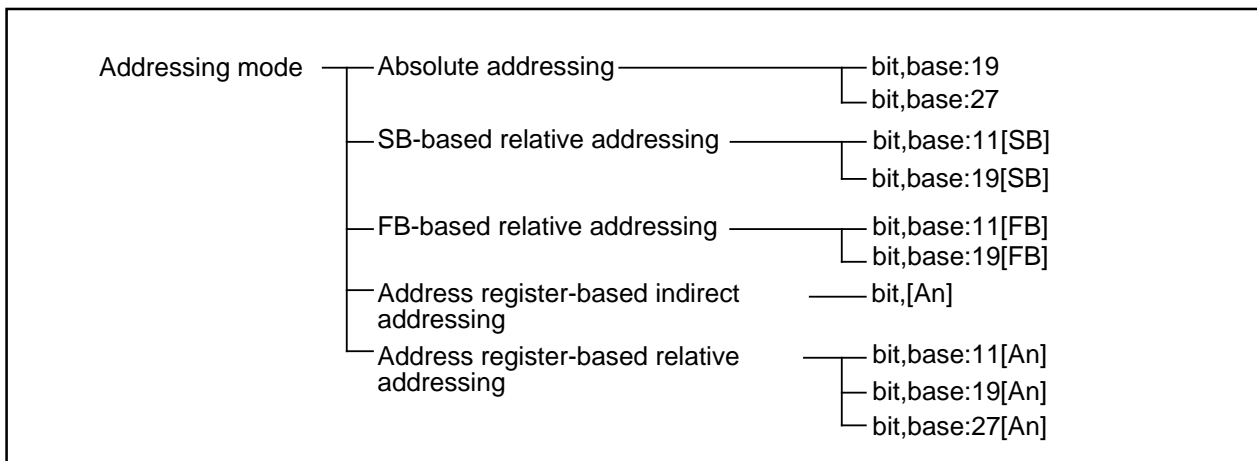 Addressing mode
Absolute addressing
bit,base:19
bit,base:27
SB-based relative addressing
bit,base:11[SB]
bit,base:19[SB]
FB-based relative addressing
bit,base:11[FB]
bit,base:19[FB]
Address register-based indirect
addressing
bit,[An]
Address register-based relative
addressing
bit,base:11[An]
bit,base:19[An]
bit,base:27[An]